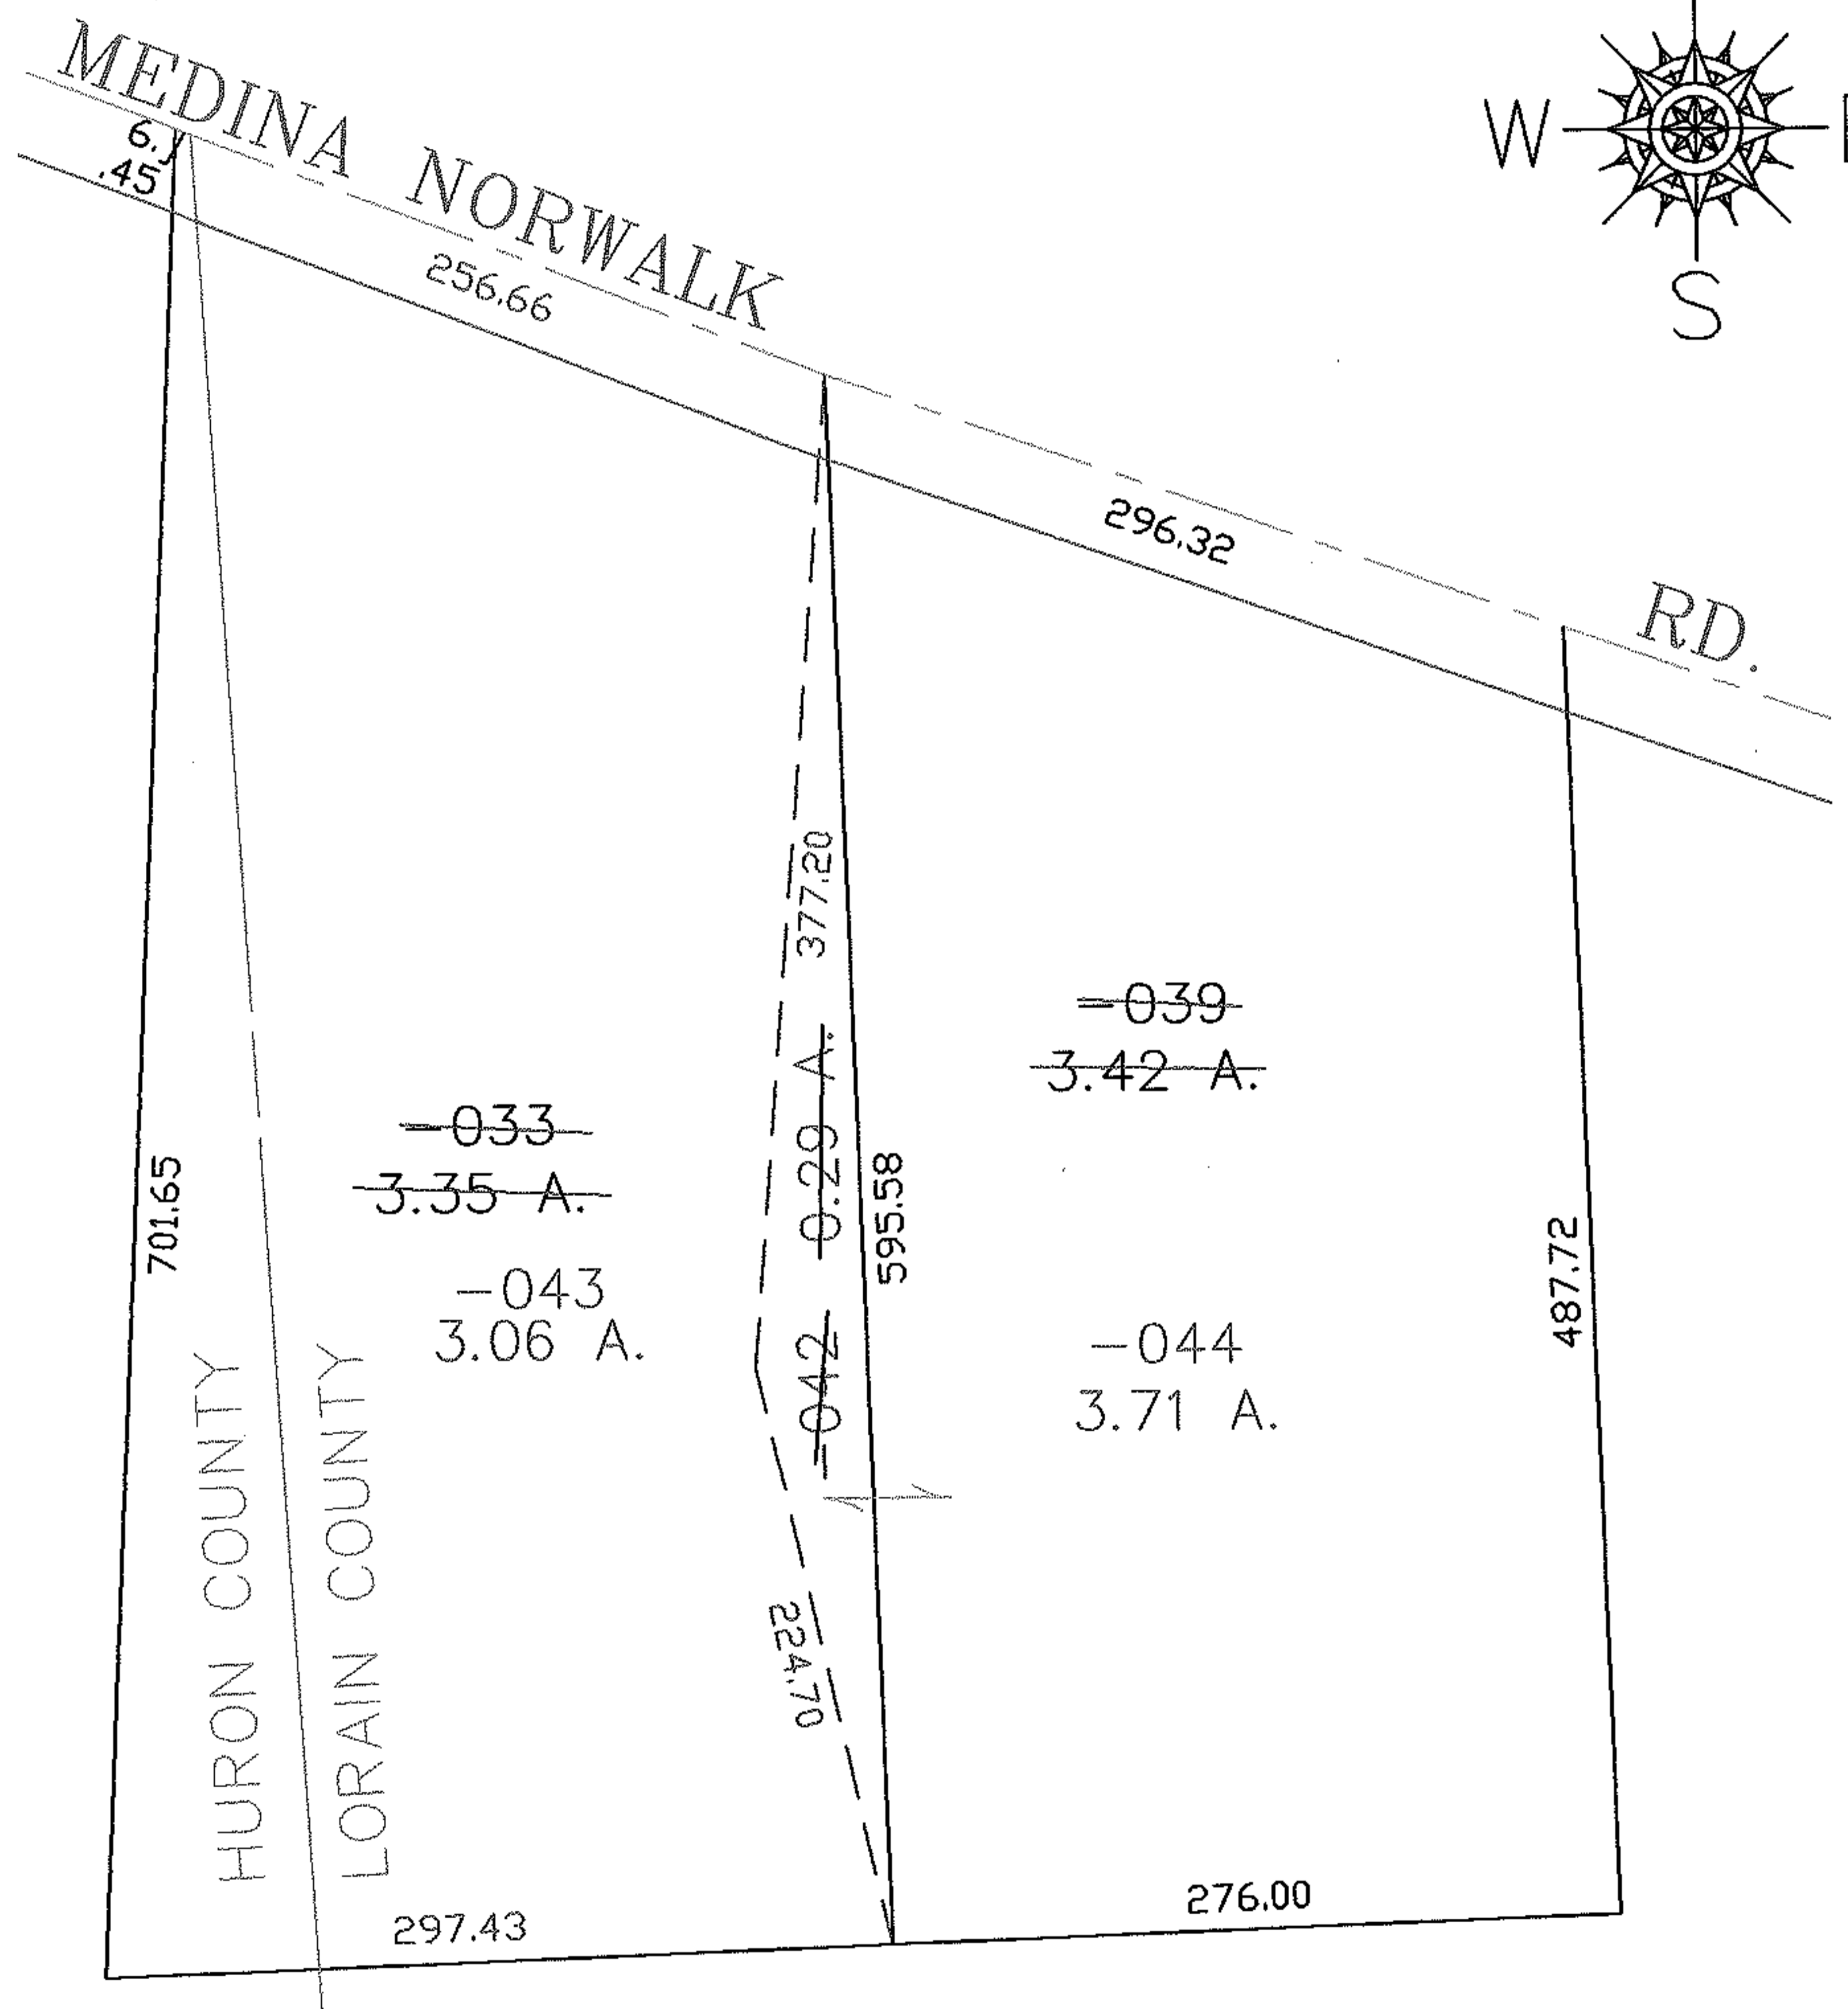 MEDINA NORWALK RD.
W
S
6.
.45
256.66
296.32
377.20
-039
3.42 A.
-033
3.35 A.
-042 0.29 A.
595.58
701.65
487.72
-043
3.06 A.
-044
3.71 A.
HURON COUNTY
LORAIN COUNTY
224.70
297.43
276.00